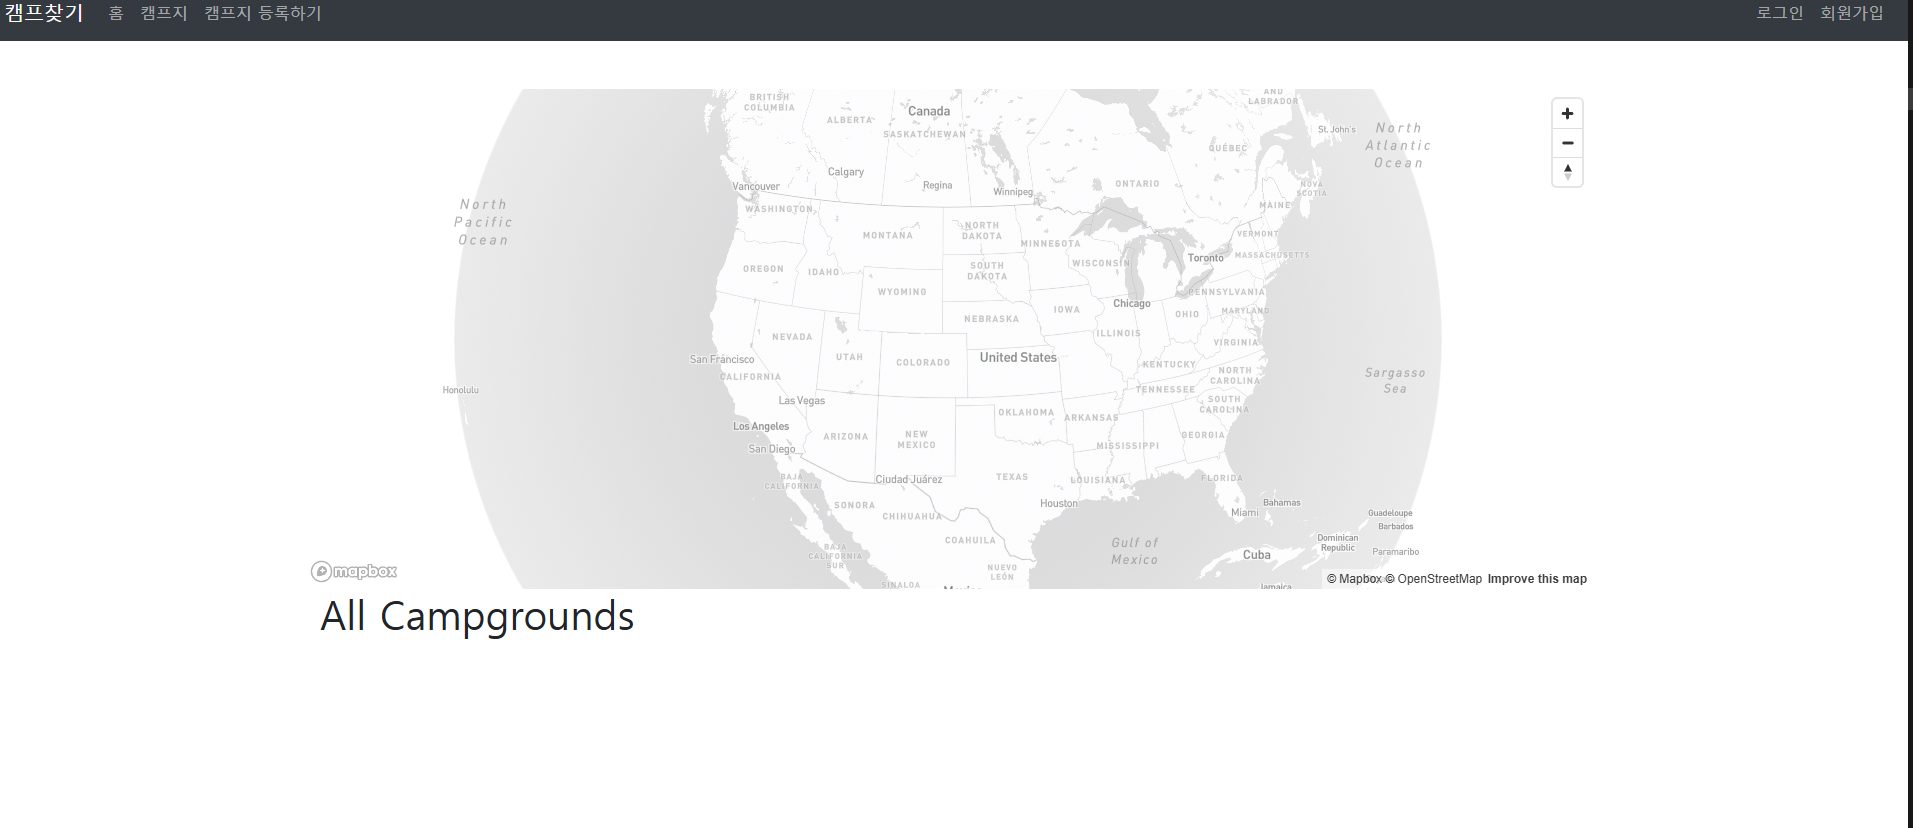 캠프찾기 홈 캠프지 캠프지 등록하기 로그인 회원가입
BRITISH
COLUMBIA
ALBERTA
Canada
SASKATCHEWAN
AND
LABRADOR
St. John's
North
Atlantic
Ocean
QUÉBEC
Calgary
Vancouver
Regina
Winnipeg
ONTARIO
NOVA
SCOTIA
MAINE
North
Pacific
Ocean
WASHINGTON
MONTANA
NORTH
DAKOTA
MINNESOTA
VERMONT
MASSACHUSETTS
Toronto
WISCONSIN
OREGON
IDAHO
SOUTH
DAKOTA
WYOMING
PENNSYLVANIA
Chicago
IOWA
OHIO
MARYLAND
NEBRASKA
ILLINOIS
NEVADA
UTAH
COLORADO
United States
VIRGINIA
San Francisco
KENTUCKY
CALIFORNIA
NORTH
CAROLINA
Sargasso
Sea
Honolulu
TENNESSEE
Las Vegas
SOUTH
CAROLINA
OKLAHOMA
ARKANSAS
Los Angeles
ARIZONA
NEW
MEXICO
MISSISSIPPI
GEORGIA
San Diego
BAJA
CALIFORNIA
Ciudad Juárez
TEXAS
LOUISIANA
FLORIDA
SONORA
Houston
Bahamas
CHIHUAHUA
Miami
Guadeloupe
Barbados
COAHUILA
Gulf of
Mexico
Dominican
Republic
BAJA
CALIFORNIA
SUR
Cuba
Paramaribo
NUEVO
LEÓN
SINALOA
Mexico
Jamaica
mapbox
© Mapbox © OpenStreetMap Improve this map
All Campgrounds